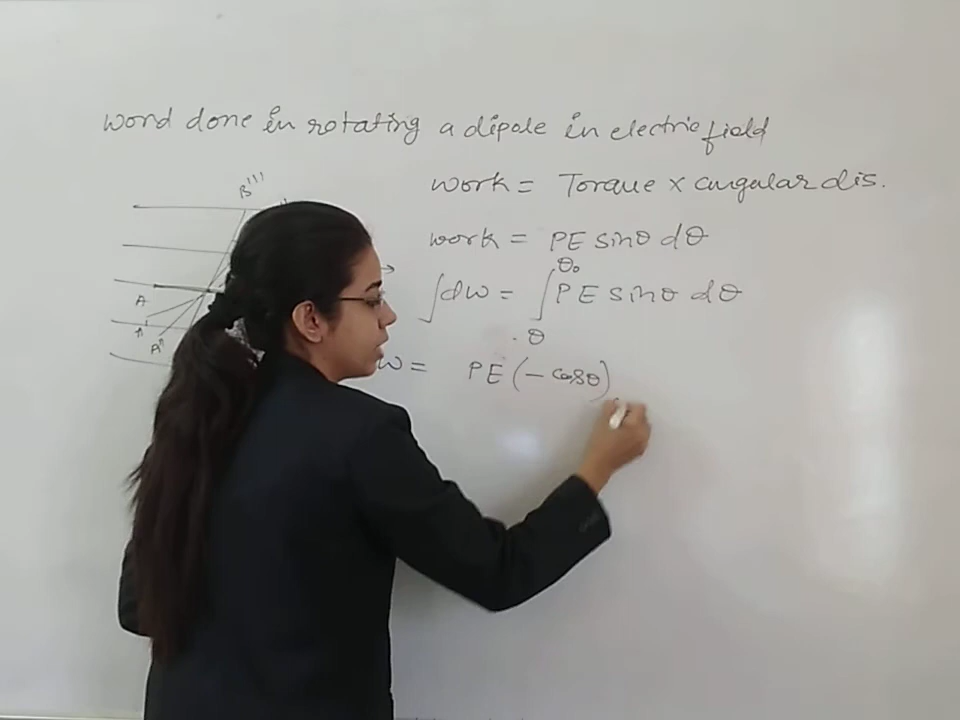 word done in rotating a dipole in electric field
work = Torque × angular dis.
work = PE sinθ dθ
∫dw = ∫ PE sinθ dθ
θ₀
θ
w = PE (- cosθ)
B'''
A
A'
A''